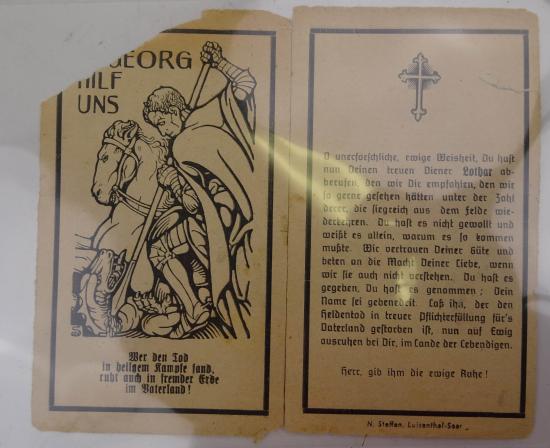 GEORG
HILF
UNS
Wer den Tod
in heilgem Kampfe fand,
ruht auch in fremder Erde
im Vaterland!
O unerforschliche, ewige Weisheit, Du hast
nun Deinen treuen Diener Lothar ab-
berufen, den wir Dir empfahlen, den wir
so gerne gesehen hätten unter der Zahl
derer, die siegreich aus dem Felde wie-
derkehren. Du hast es nicht gewollt und
weißt es allein, warum es so kommen
mußte. Wir vertrauen Deiner Güte und
beten an die Macht Deiner Liebe, wenn
wir sie auch nicht verstehen. Du hast es
gegeben, Du hast es genommen; Dein
Name sei gebenedeit. Laß ihn, der den
Heldentod in treuer Pflichterfüllung für's
Vaterland gestorben ist, nun auf Ewig
ausruhen bei Dir, im Lande der Lebendigen.
Herr, gib ihm die ewige Ruhe!
N. Steffen, Luisenthal-Saar